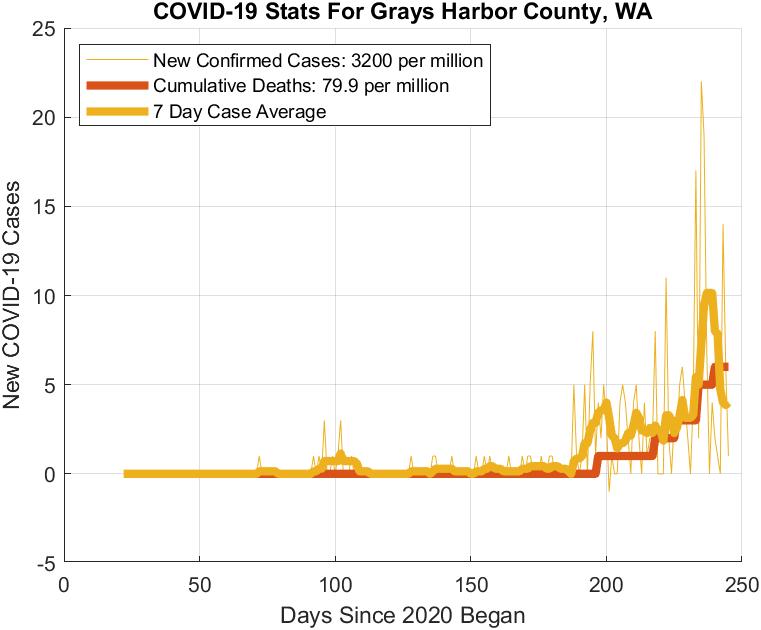 COVID-19 Stats For Grays Harbor County, WA
New Confirmed Cases: 3200 per million
Cumulative Deaths: 79.9 per million
7 Day Case Average
25
20
15
10
5
0
-5
New COVID-19 Cases
0 50 100 150 200 250
Days Since 2020 Began